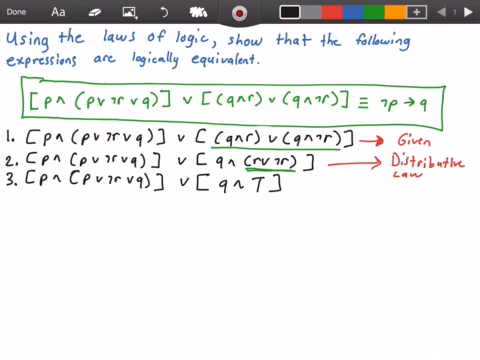 Done Aa 1
Using the laws of logic, show that the following
expressions are logically equivalent.
[p ∧ (p ∨ ¬r ∨ q)] ∨ [(q ∧ r) ∨ (q ∧ ¬r)] ≡ ¬p → q
1. [p ∧ (p ∨ ¬r ∨ q)] ∨ [(q ∧ r) ∨ (q ∧ ¬r)] → Given
2. [p ∧ (p ∨ ¬r ∨ q)] ∨ [q ∧ (r ∨ ¬r)] → Distributive Law
3. [p ∧ (p ∨ ¬r ∨ q)] ∨ [q ∧ T]